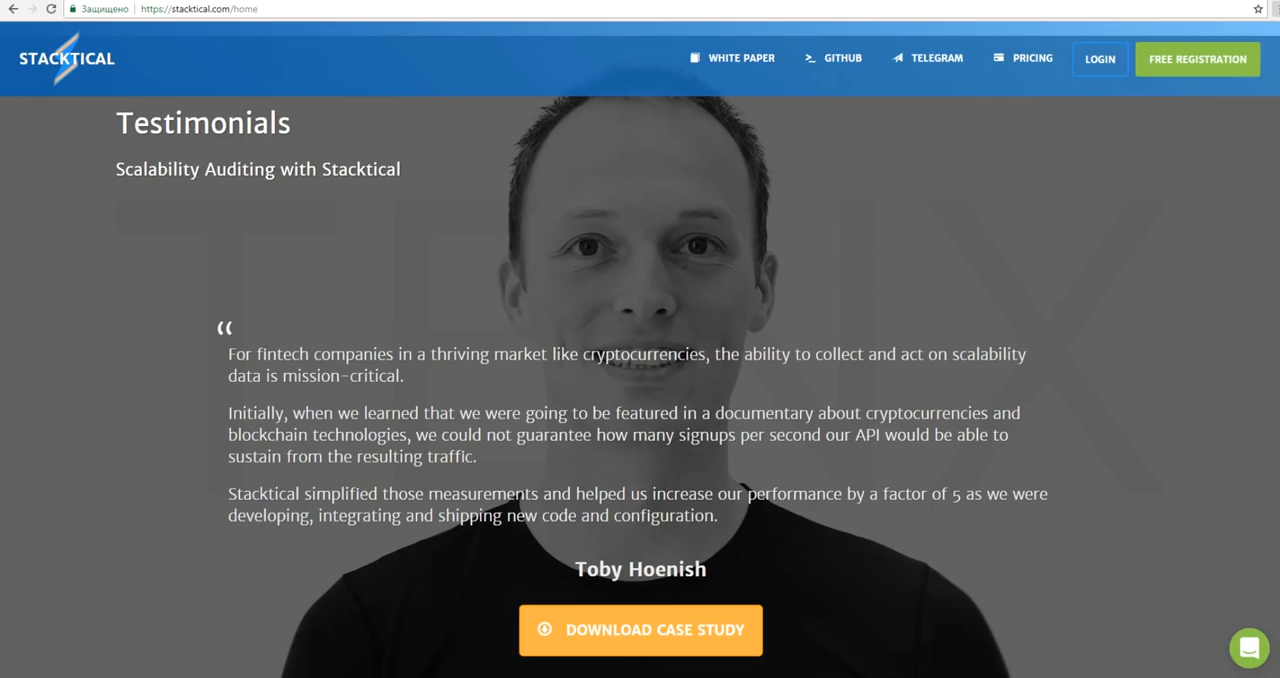 Защищено https://stacktical.com/home
STACKTICAL
WHITE PAPER GITHUB TELEGRAM PRICING LOGIN FREE REGISTRATION
Testimonials
Scalability Auditing with Stacktical
TENX
“
For fintech companies in a thriving market like cryptocurrencies, the ability to collect and act on scalability
data is mission-critical.
Initially, when we learned that we were going to be featured in a documentary about cryptocurrencies and
blockchain technologies, we could not guarantee how many signups per second our API would be able to
sustain from the resulting traffic.
Stacktical simplified those measurements and helped us increase our performance by a factor of 5 as we were
developing, integrating and shipping new code and configuration.
Toby Hoenish
DOWNLOAD CASE STUDY